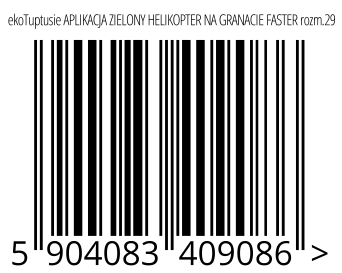 ekoTuptusie APLIKACJA ZIELONY HELIKOPTER NA GRANACIE FASTER rozm.29
5 904083 409086 >